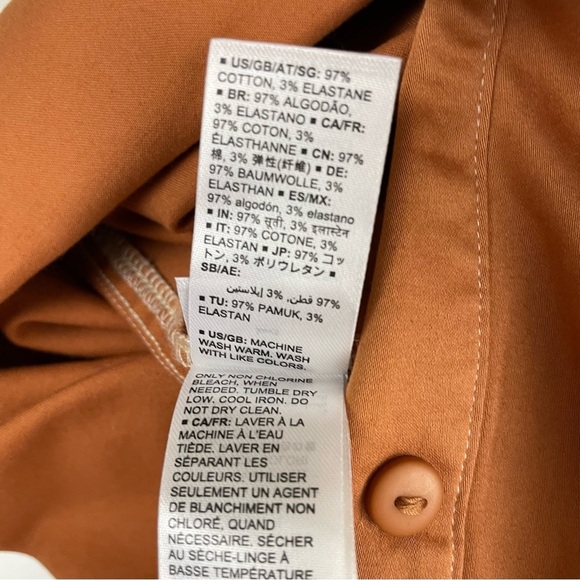 ▪ US/GB/AT/SG: 97%
COTTON, 3% ELASTANE
▪ BR: 97% ALGODÃO,
3% ELASTANO ▪ CA/FR:
97% COTON, 3%
ÉLASTHANNE ▪ CN: 97%
棉, 3% 弹性(纤维) ▪ DE:
97% BAUMWOLLE, 3%
ELASTHAN ▪ ES/MX:
97% algodón, 3% elastano
▪ IN: 97% सूती, 3% इलास्टेन
▪ IT: 97% COTONE, 3%
ELASTAN ▪ JP: 97% コッ
トン, 3% ポリウレタン ▪
SB/AE:
97% قطن، 3% إيلاستين
▪ TU: 97% PAMUK, 3%
ELASTAN
▪ US/GB: MACHINE
WASH WARM. WASH
WITH LIKE COLORS.
ONLY NON CHLORINE
BLEACH, WHEN
NEEDED. TUMBLE DRY
LOW, COOL IRON. DO
NOT DRY CLEAN.
▪ CA/FR: LAVER À LA
MACHINE À L'EAU
TIÈDE. LAVER EN
SÉPARANT LES
COULEURS. UTILISER
SEULEMENT UN AGENT
DE BLANCHIMENT NON
CHLORÉ, QUAND
NÉCESSAIRE. SÉCHER
AU SÈCHE-LINGE À
BASSE TEMPÉRATURE